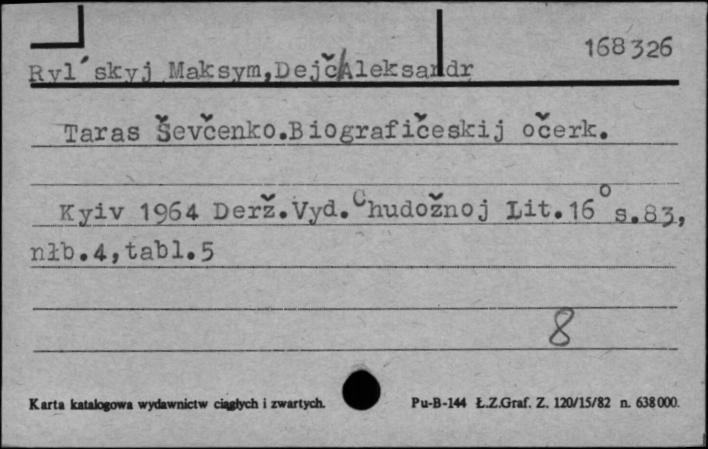 168326
Ryl'skyj Maksym,Dejč/Aleksandr
Taras Ševčenko.Biografičeskij očerk.
Kyiv 1964 Derž.Vyd.Chudožnoj Lit.16° s.83,
nłb.4,tabl.5
8
Karta katalogowa wydawnictw ciągłych i zwartych. Pu-B-144 Ł.Z.Graf. Z. 120/15/82 n. 638000.